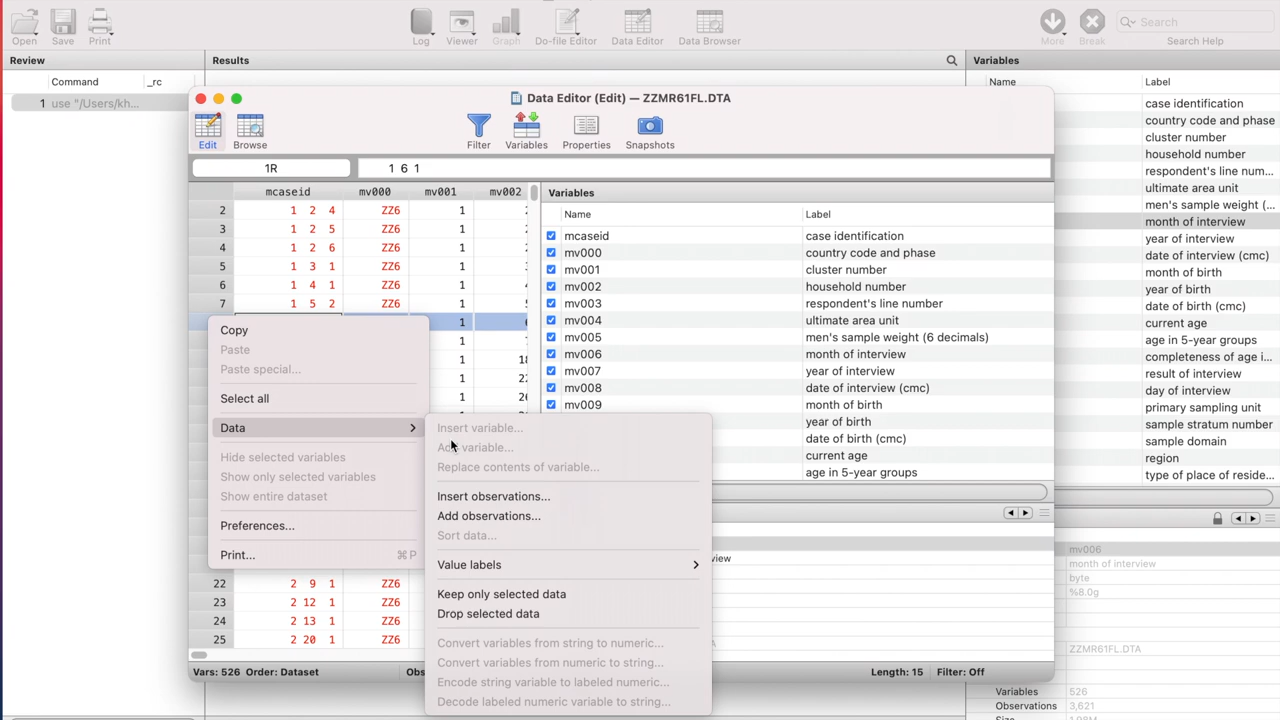 Open
Save
Print
Log
Viewer
Graph
Do-file Editor
Data Editor
Data Browser
More
Break
Search
Search Help
Review
Results
Variables
Command
_rc
Name
Label
1 use "/Users/kh...
case identification
country code and phase
cluster number
household number
respondent's line num...
ultimate area unit
men's sample weight (...
month of interview
year of interview
date of interview (cmc)
month of birth
year of birth
date of birth (cmc)
current age
age in 5-year groups
completeness of age i...
result of interview
day of interview
primary sampling unit
sample stratum number
sample domain
region
type of place of reside...
Data Editor (Edit) — ZZMR61FL.DTA
Edit
Browse
Filter
Variables
Properties
Snapshots
1R
1 6 1
mcaseid mv000 mv001 mv002
2 1 2 4 ZZ6 1
3 1 2 5 ZZ6 1
4 1 2 6 ZZ6 1
5 1 3 1 ZZ6 1
6 1 4 1 ZZ6 1
7 1 5 2 ZZ6 1
1
1
1
1
1
1
22 2 9 1 ZZ6
23 2 12 1 ZZ6
24 2 13 1 ZZ6
25 2 20 1 ZZ6
Variables
Name Label
mcaseid case identification
mv000 country code and phase
mv001 cluster number
mv002 household number
mv003 respondent's line number
mv004 ultimate area unit
mv005 men's sample weight (6 decimals)
mv006 month of interview
mv007 year of interview
mv008 date of interview (cmc)
mv009 month of birth
year of birth
date of birth (cmc)
current age
age in 5-year groups
Copy
Paste
Paste special...
Select all
Data
Hide selected variables
Show only selected variables
Show entire dataset
Preferences...
Print... ⌘P
Insert variable...
Add variable...
Replace contents of variable...
Insert observations...
Add observations...
Sort data...
Value labels
Keep only selected data
Drop selected data
Convert variables from string to numeric...
Convert variables from numeric to string...
Encode string variable to labeled numeric...
Decode labeled numeric variable to string...
Vars: 526 Order: Dataset
Length: 15 Filter: Off
mv006
month of interview
byte
%8.0g
ZZMR61FL.DTA
Variables 526
Observations 3,621